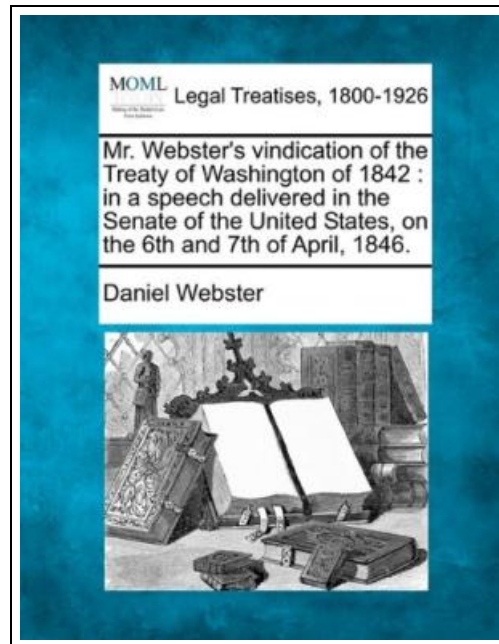 MOML
Legal Treatises, 1800-1926
Mr. Webster's vindication of the
Treaty of Washington of 1842 :
in a speech delivered in the
Senate of the United States, on
the 6th and 7th of April, 1846.
Daniel Webster